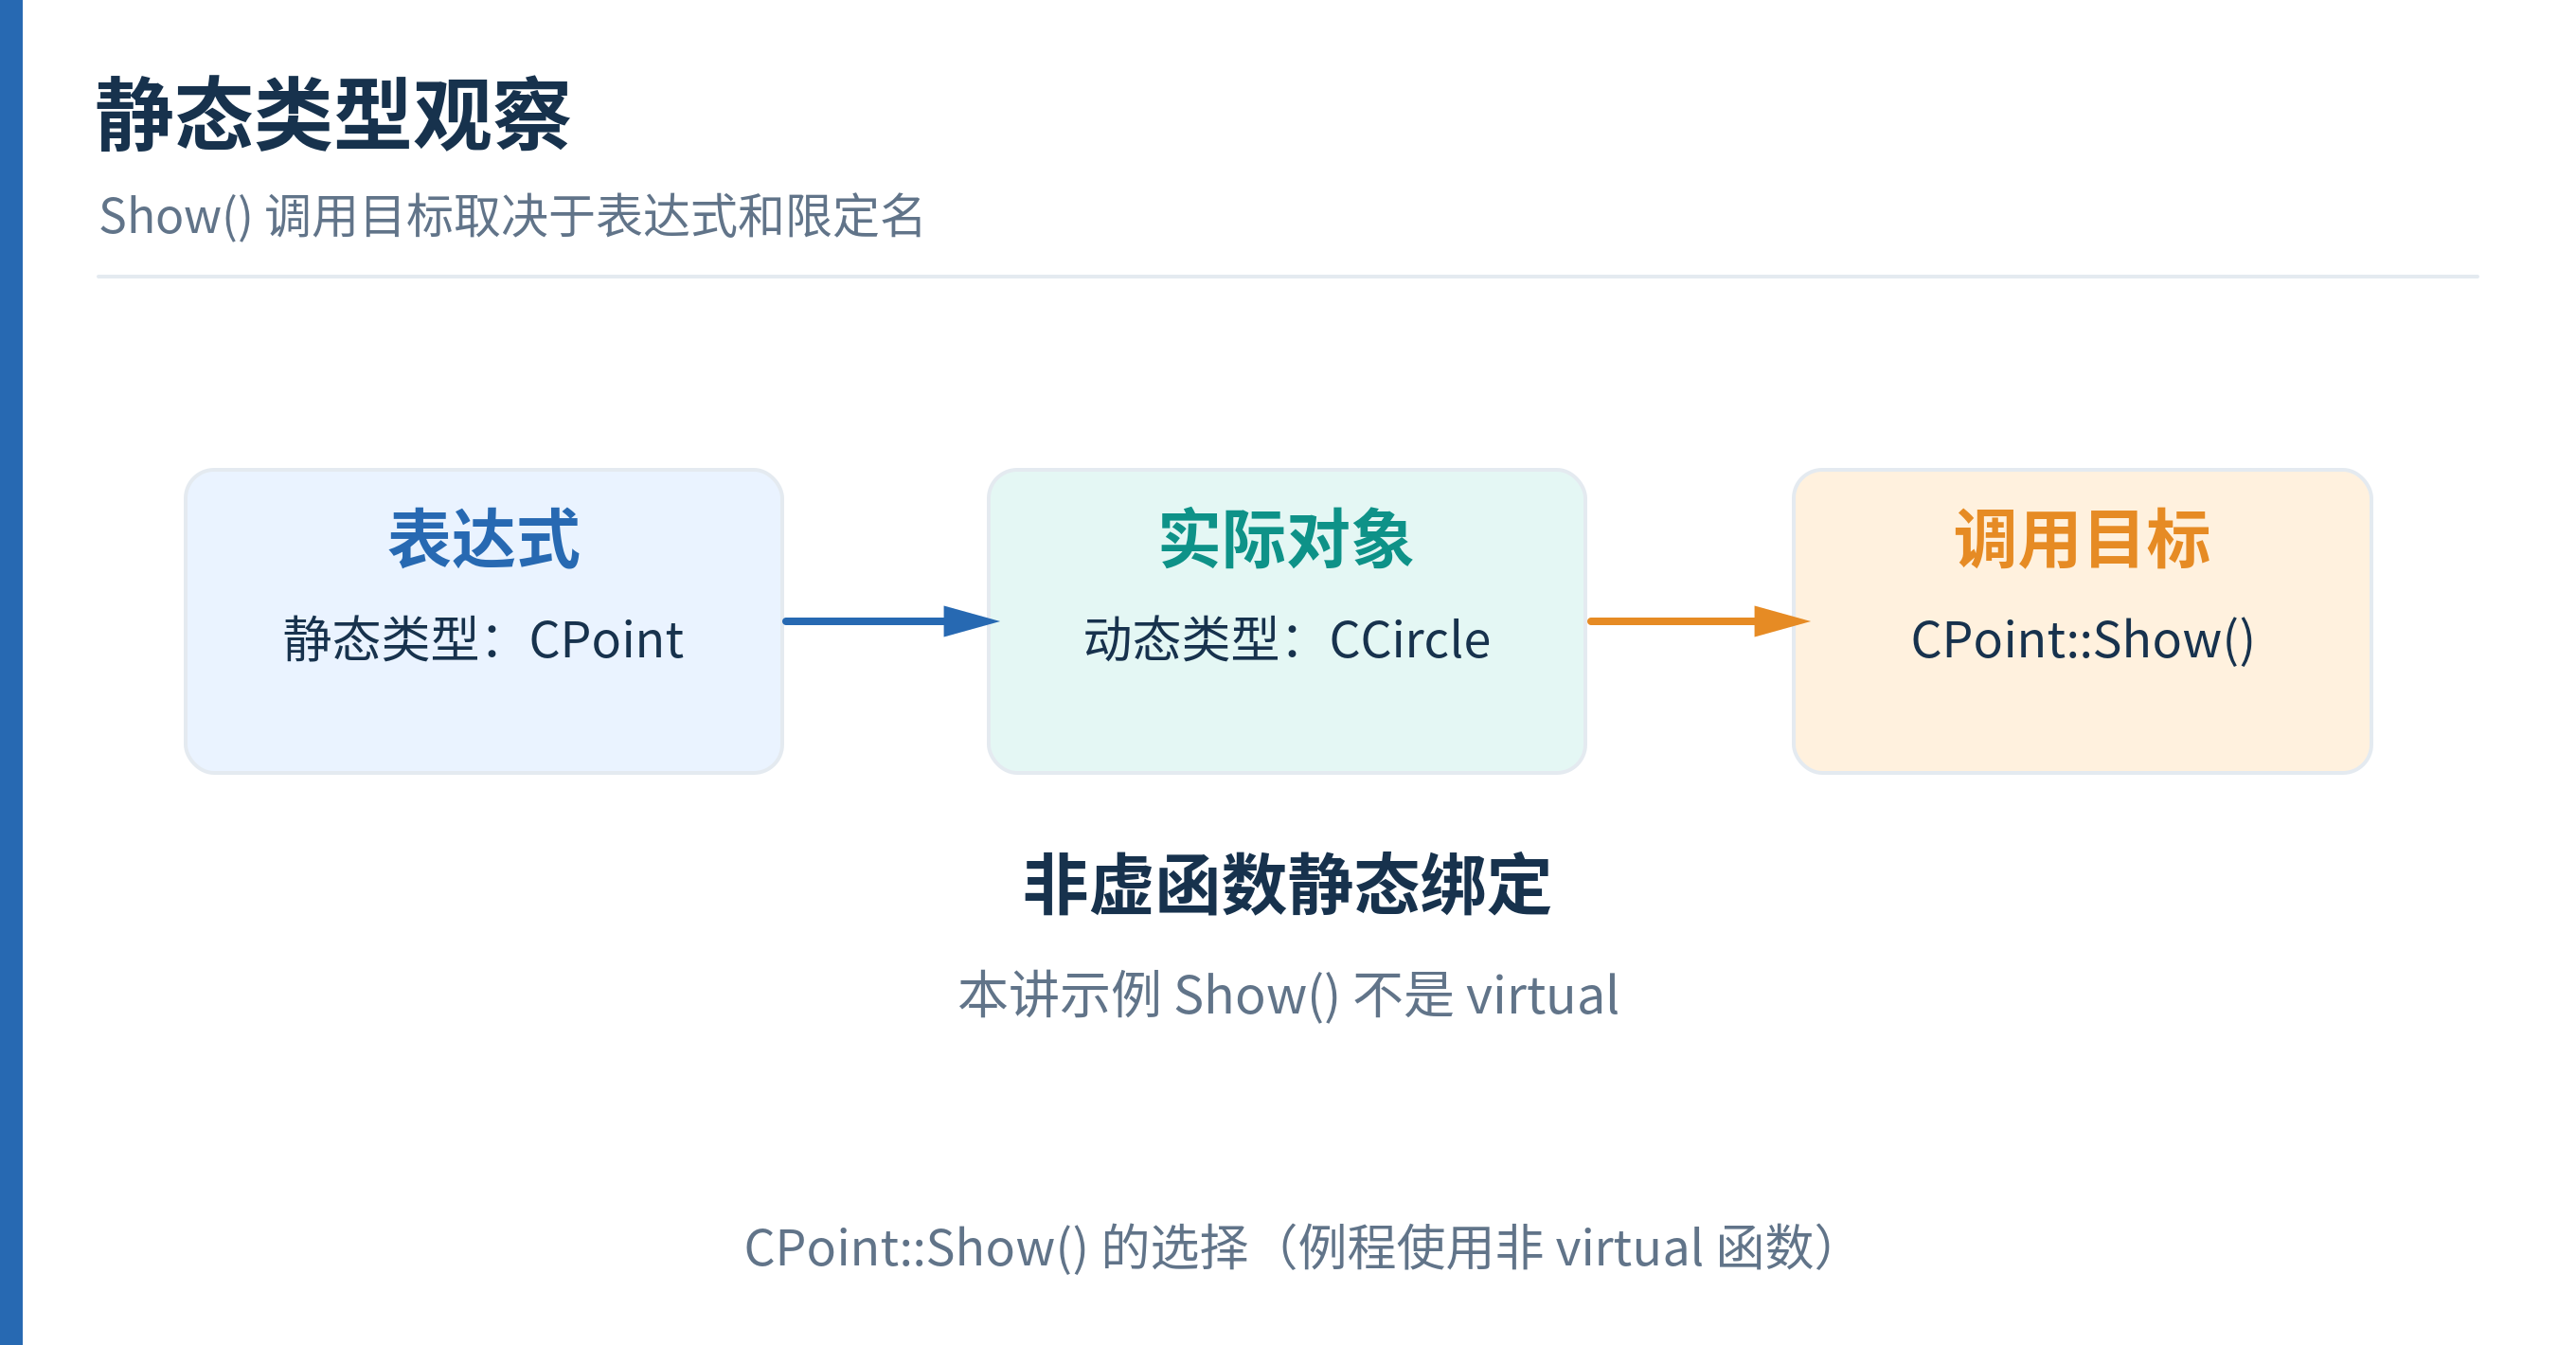 静态类型观察
Show() 调用目标取决于表达式和限定名
表达式
静态类型：CPoint
实际对象
动态类型：CCircle
调用目标
CPoint::Show()
非虚函数静态绑定
本讲示例 Show() 不是 virtual
CPoint::Show() 的选择（例程使用非 virtual 函数）